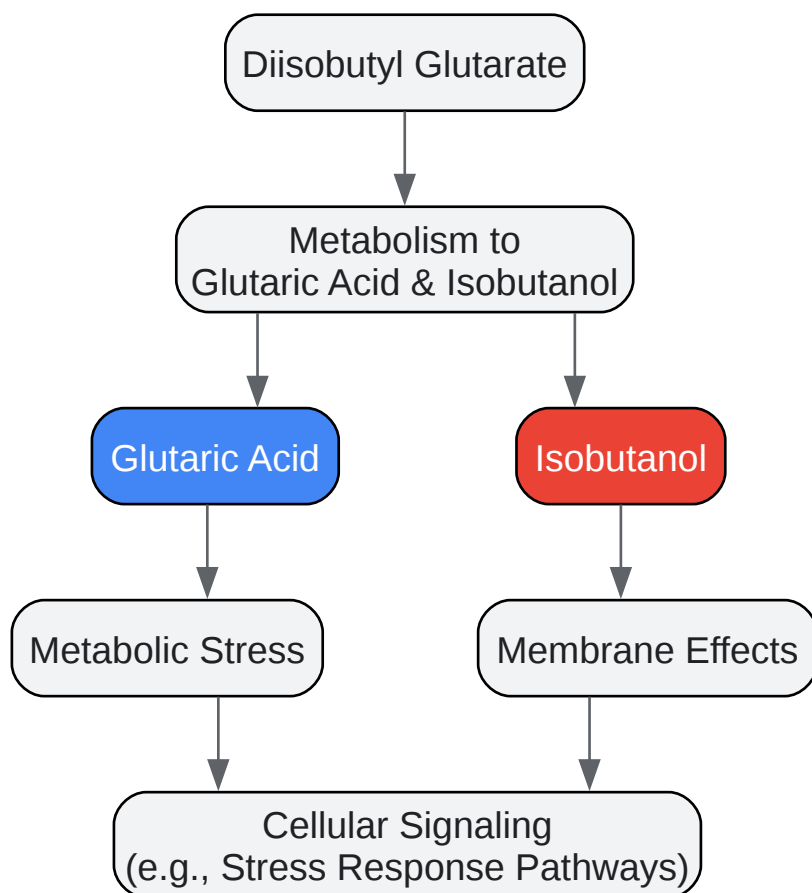 Diisobutyl Glutarate
Metabolism to
Glutaric Acid & Isobutanol
Glutaric Acid
Isobutanol
Metabolic Stress
Membrane Effects
Cellular Signaling
(e.g., Stress Response Pathways)